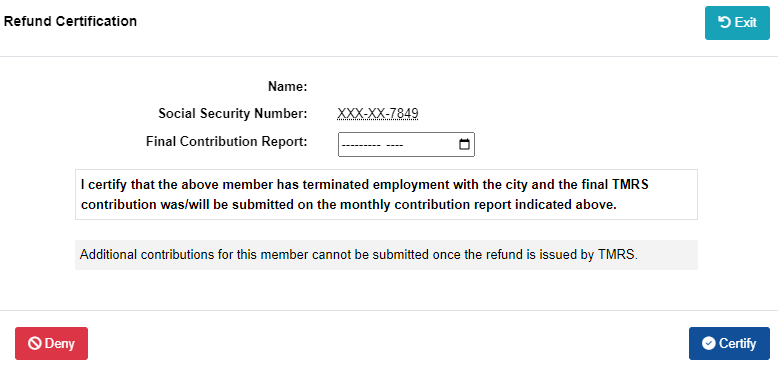 Refund Certification
Exit
Name:
Social Security Number: XXX-XX-7849
Final Contribution Report: --------- ----
I certify that the above member has terminated employment with the city and the final TMRS
contribution was/will be submitted on the monthly contribution report indicated above.
Additional contributions for this member cannot be submitted once the refund is issued by TMRS.
Deny
Certify